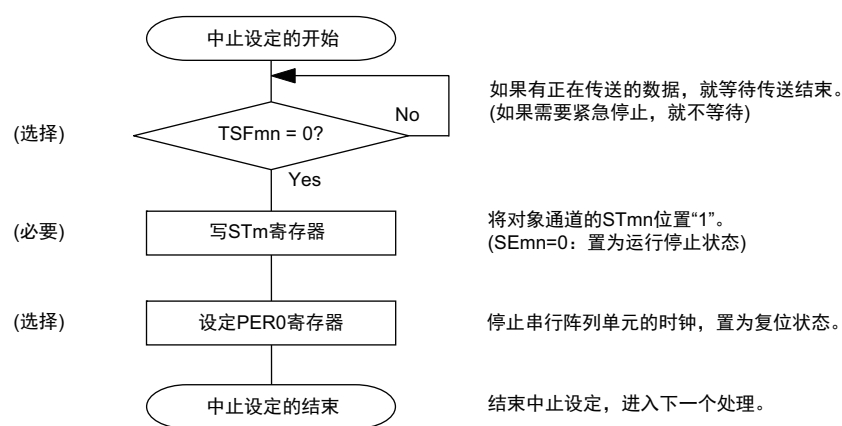 中止设定的开始
如果有正在传送的数据，就等待传送结束。
(如果需要紧急停止，就不等待)
No
(选择)
TSFmn = 0?
Yes
(必要)
写STm寄存器
将对象通道的STmn位置“1”。
(SEmn=0：置为运行停止状态)
(选择)
设定PER0寄存器
停止串行阵列单元的时钟，置为复位状态。
中止设定的结束
结束中止设定，进入下一个处理。